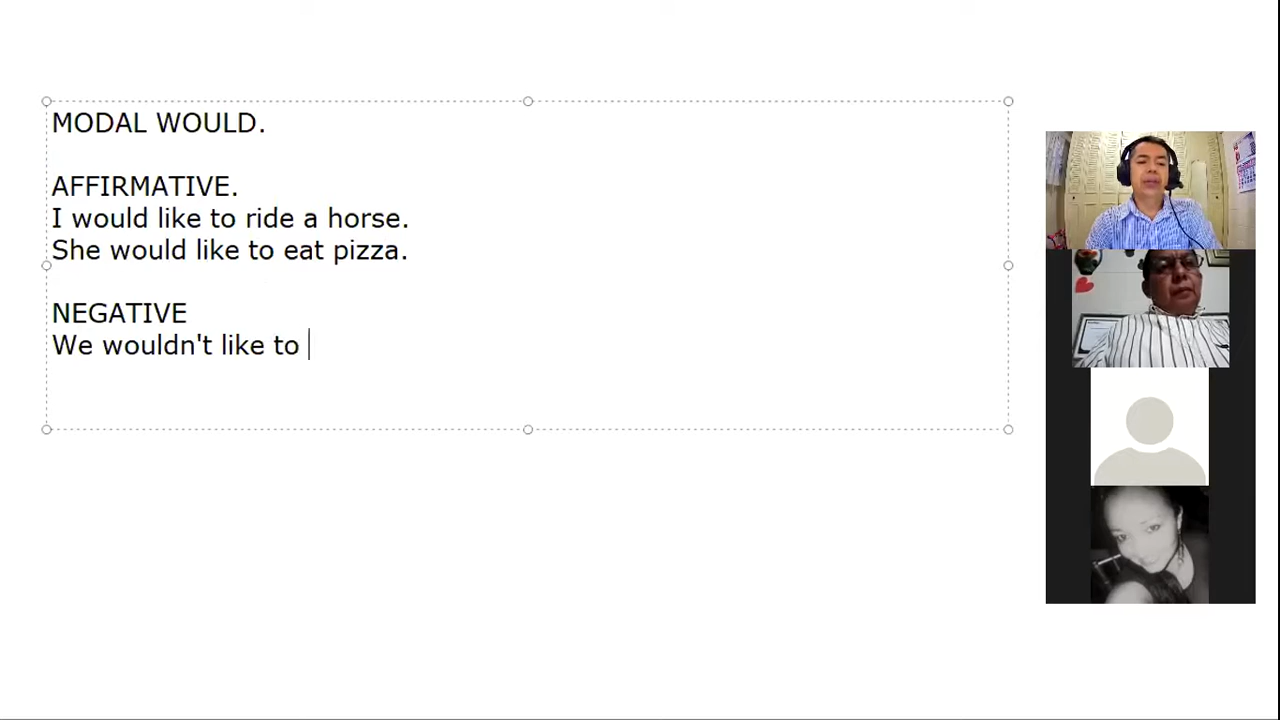 MODAL WOULD.
AFFIRMATIVE.
I would like to ride a horse.
She would like to eat pizza.
NEGATIVE
We wouldn't like to